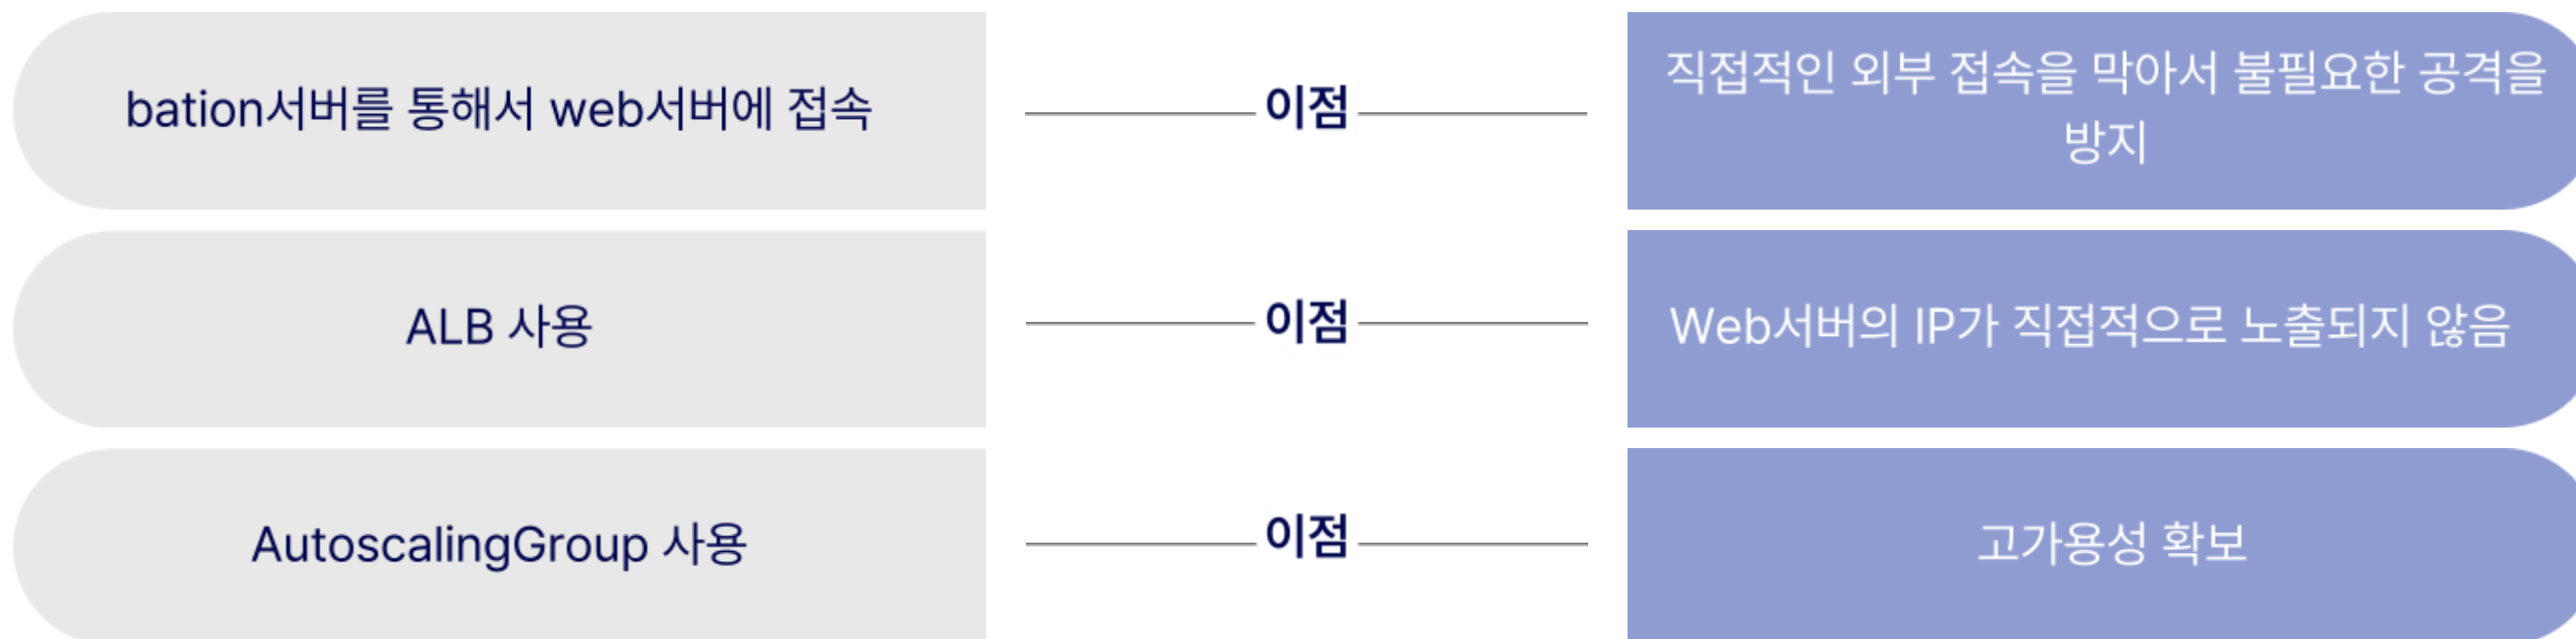 bation서버를 통해서 web서버에 접속
이점
직접적인 외부 접속을 막아서 불필요한 공격을
방지
ALB 사용
이점
Web서버의 IP가 직접적으로 노출되지 않음
AutoscalingGroup 사용
이점
고가용성 확보